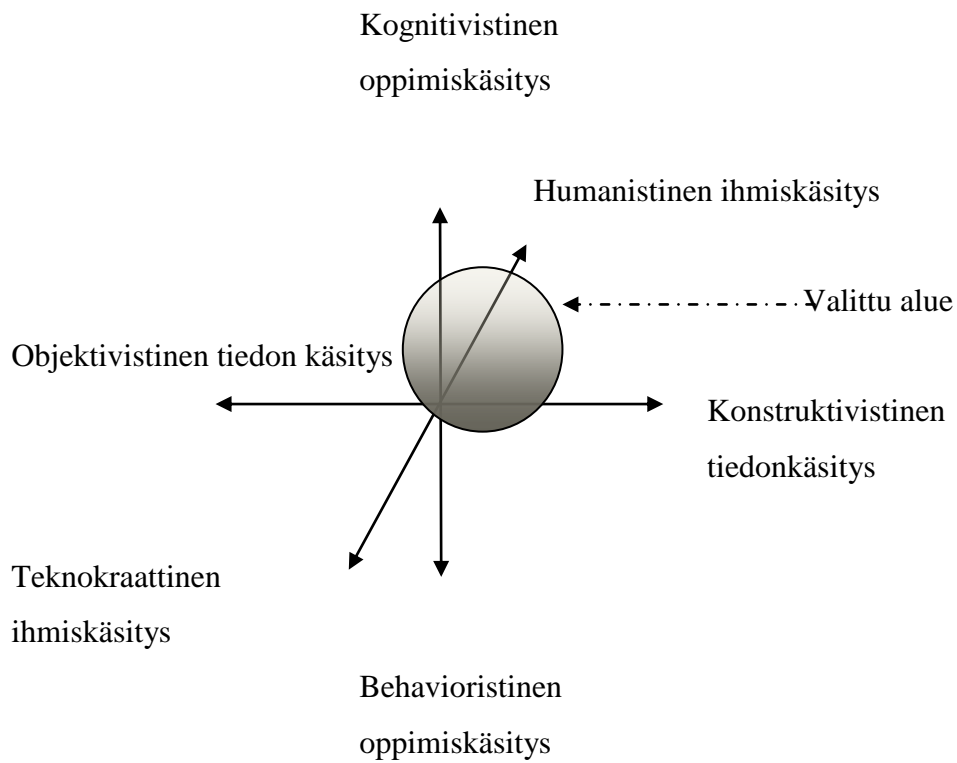 Kognitivistinen
oppimiskäsitys
Humanistinen ihmiskäsitys
Valittu alue
Objektivistinen tiedon käsitys
Konstruktivistinen
tiedonkäsitys
Teknokraattinen
ihmiskäsitys
Behavioristinen
oppimiskäsitys